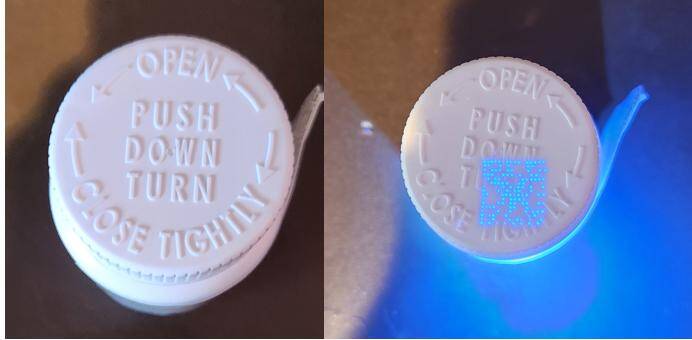 OPEN
PUSH
DOWN
TURN
CLOSE TIGHTLY
OPEN
PUSH
DOWN
CLOSE TIGHTLY